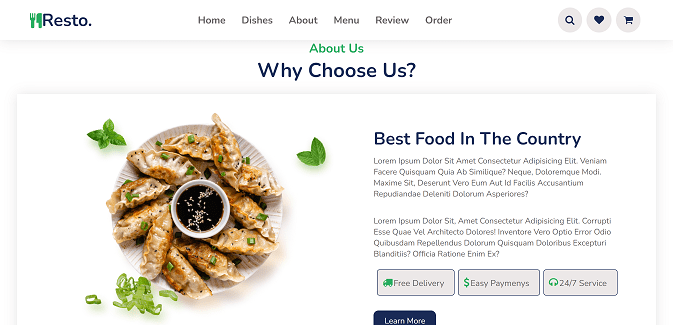 Resto.
Home Dishes About Menu Review Order
About Us
Why Choose Us?
Best Food In The Country
Lorem Ipsum Dolor Sit Amet Consectetur Adipisicing Elit. Veniam
Facere Quisquam Quia Ab Similique? Neque, Doloremque Modi.
Maxime Sit, Deserunt Vero Eum Aut Id Facilis Accusantium
Repudiandae Deleniti Dolorum Asperiores?
Lorem Ipsum Dolor Sit, Amet Consectetur Adipisicing Elit. Corrupti
Esse Quae Vel Architecto Dolores! Inventore Vero Optio Error Odio
Quibusdam Repellendus Dolorum Quisquam Doloribus Excepturi
Blanditiis? Officia Ratione Enim Ex?
Free Delivery
Easy Paymenys
24/7 Service
Learn More